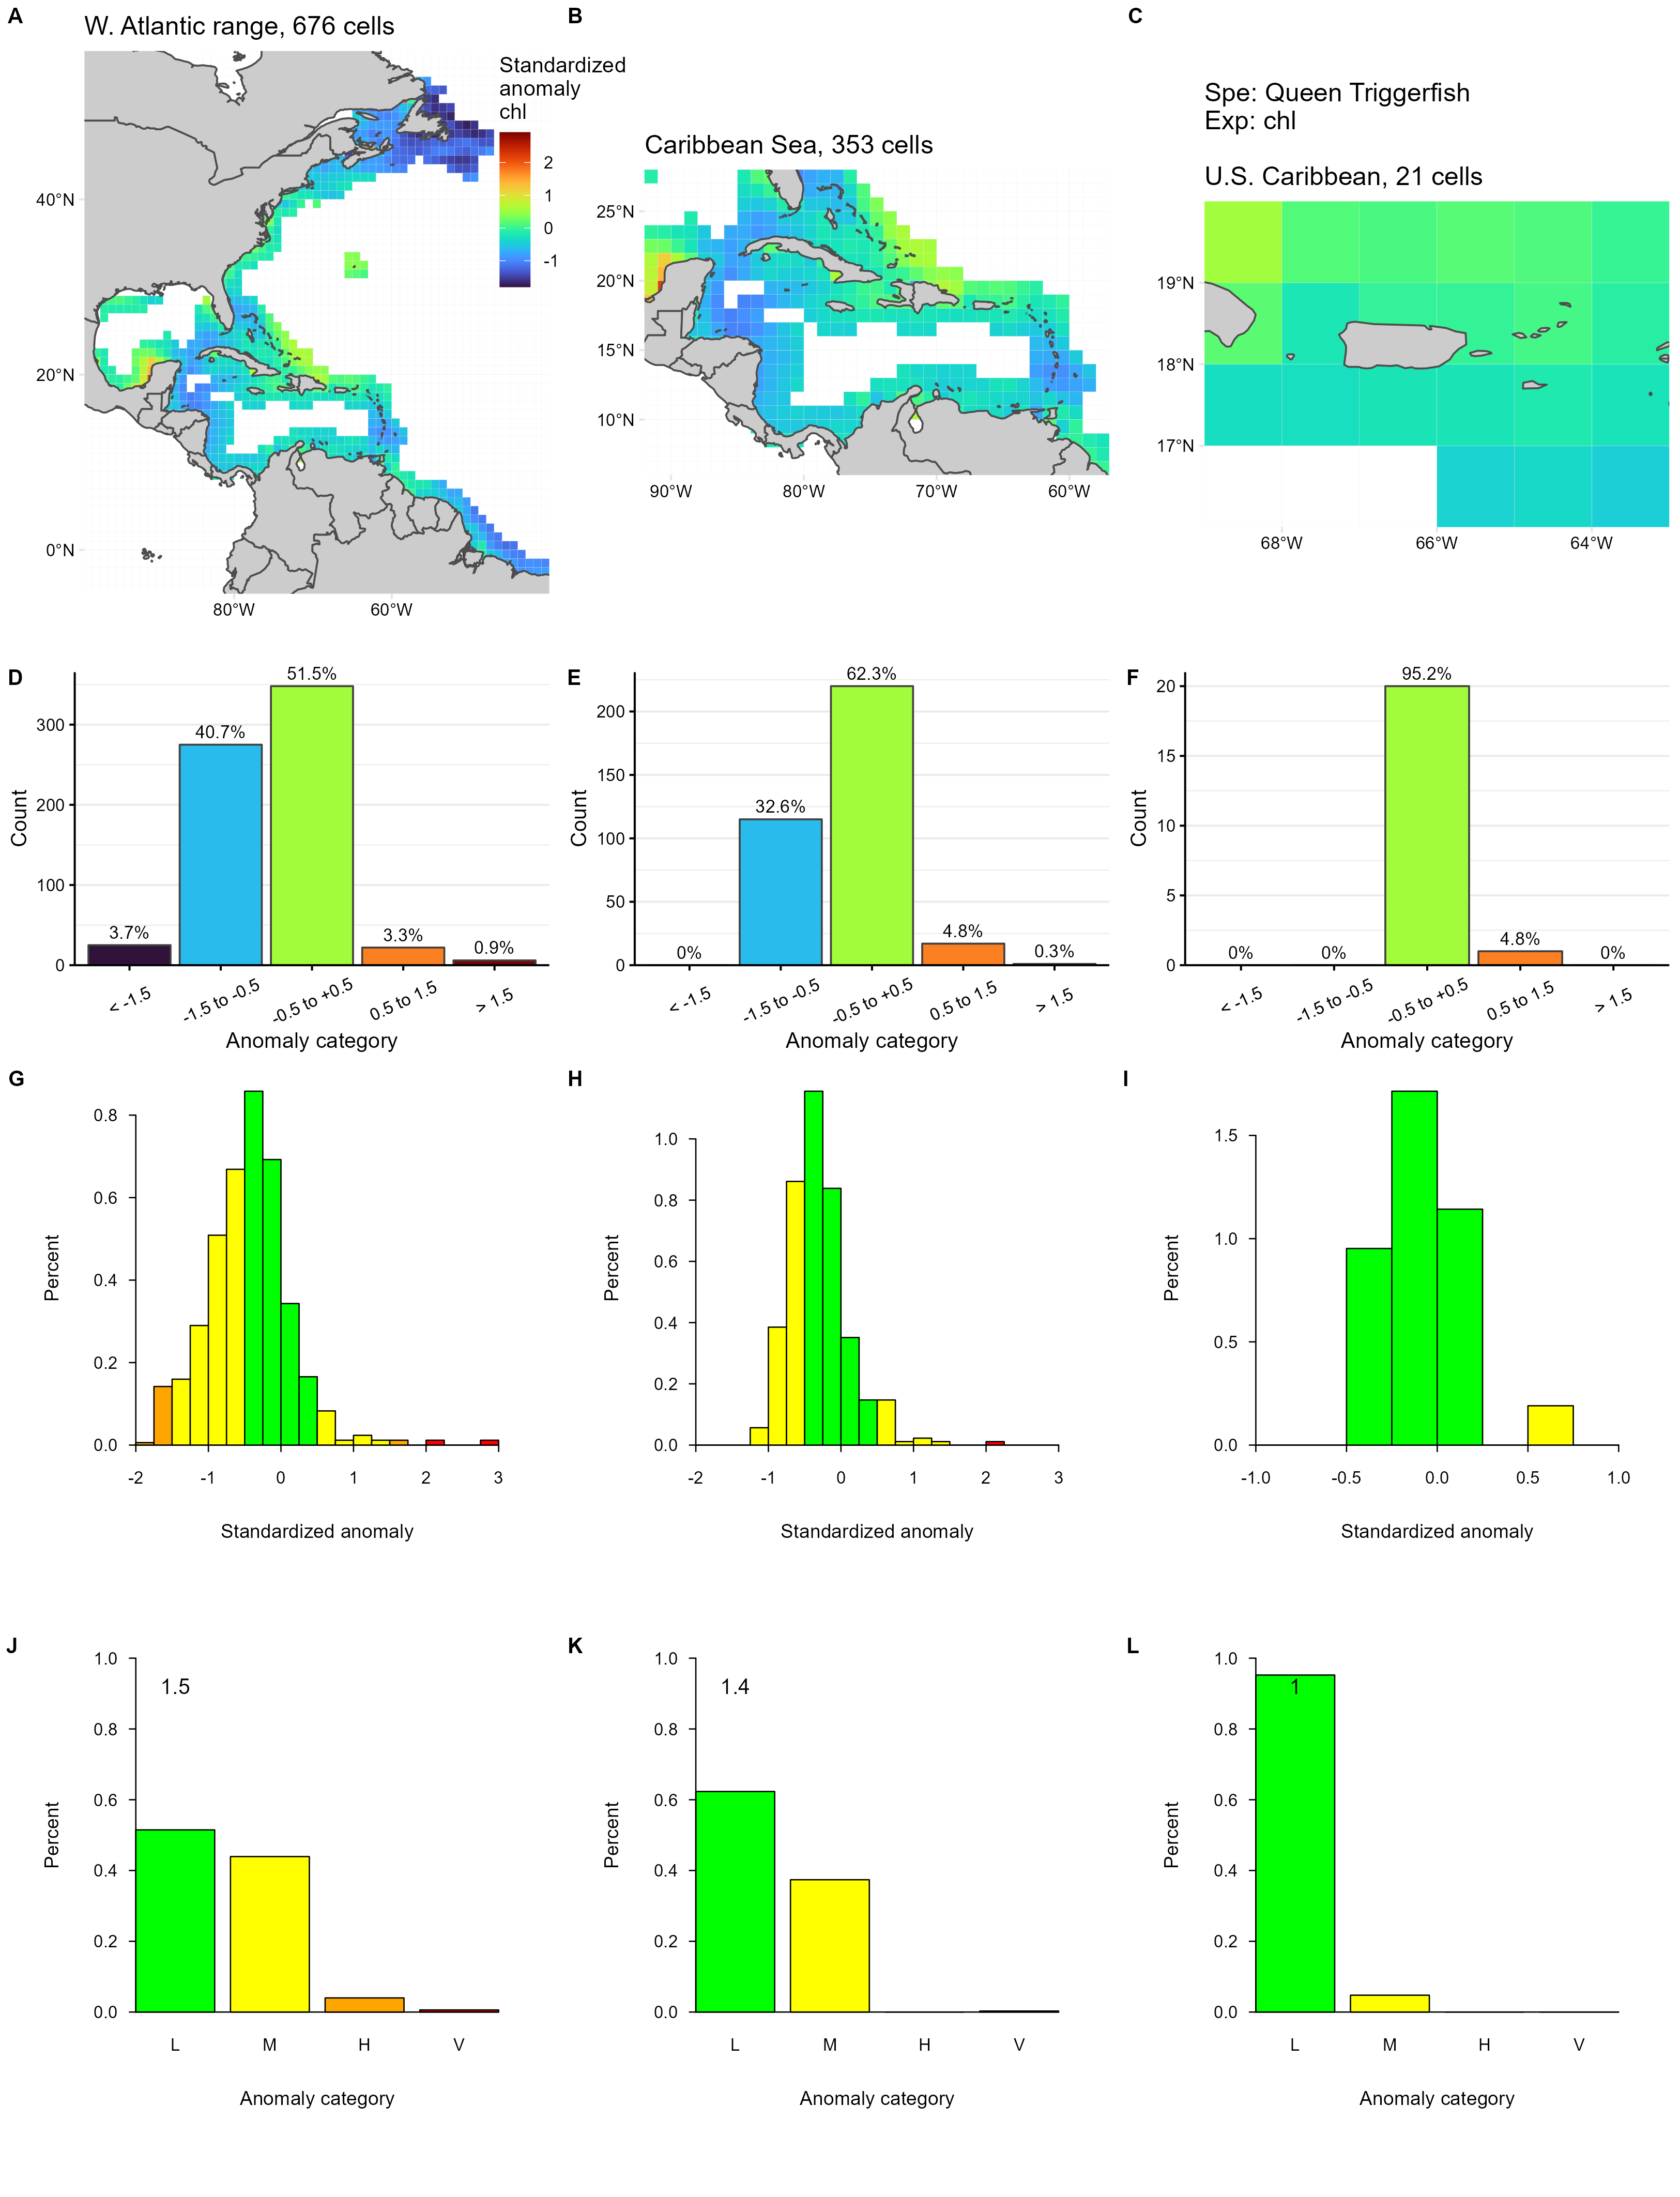 A
W. Atlantic range, 676 cells
Standardized
anomaly
chl
2
1
0
-1
40°N
20°N
0°N
80°W
60°W
B
Caribbean Sea, 353 cells
25°N
20°N
15°N
10°N
90°W
80°W
70°W
60°W
C
Spe: Queen Triggerfish
Exp: chl
U.S. Caribbean, 21 cells
19°N
18°N
17°N
68°W
66°W
64°W
D
Count
300
200
100
0
3.7%
40.7%
51.5%
3.3%
0.9%
< -1.5
-1.5 to -0.5
-0.5 to +0.5
0.5 to 1.5
> 1.5
Anomaly category
E
Count
200
150
100
50
0
0%
32.6%
62.3%
4.8%
0.3%
< -1.5
-1.5 to -0.5
-0.5 to +0.5
0.5 to 1.5
> 1.5
Anomaly category
F
Count
20
15
10
5
0
0%
0%
95.2%
4.8%
0%
< -1.5
-1.5 to -0.5
-0.5 to +0.5
0.5 to 1.5
> 1.5
Anomaly category
G
Percent
0.8
0.6
0.4
0.2
0.0
-2
-1
0
1
2
3
Standardized anomaly
H
Percent
1.0
0.8
0.6
0.4
0.2
0.0
-2
-1
0
1
2
3
Standardized anomaly
I
Percent
1.5
1.0
0.5
0.0
-1.0
-0.5
0.0
0.5
1.0
Standardized anomaly
J
Percent
1.0
0.8
0.6
0.4
0.2
0.0
1.5
L
M
H
V
Anomaly category
K
Percent
1.0
0.8
0.6
0.4
0.2
0.0
1.4
L
M
H
V
Anomaly category
L
Percent
1.0
0.8
0.6
0.4
0.2
0.0
1
L
M
H
V
Anomaly category